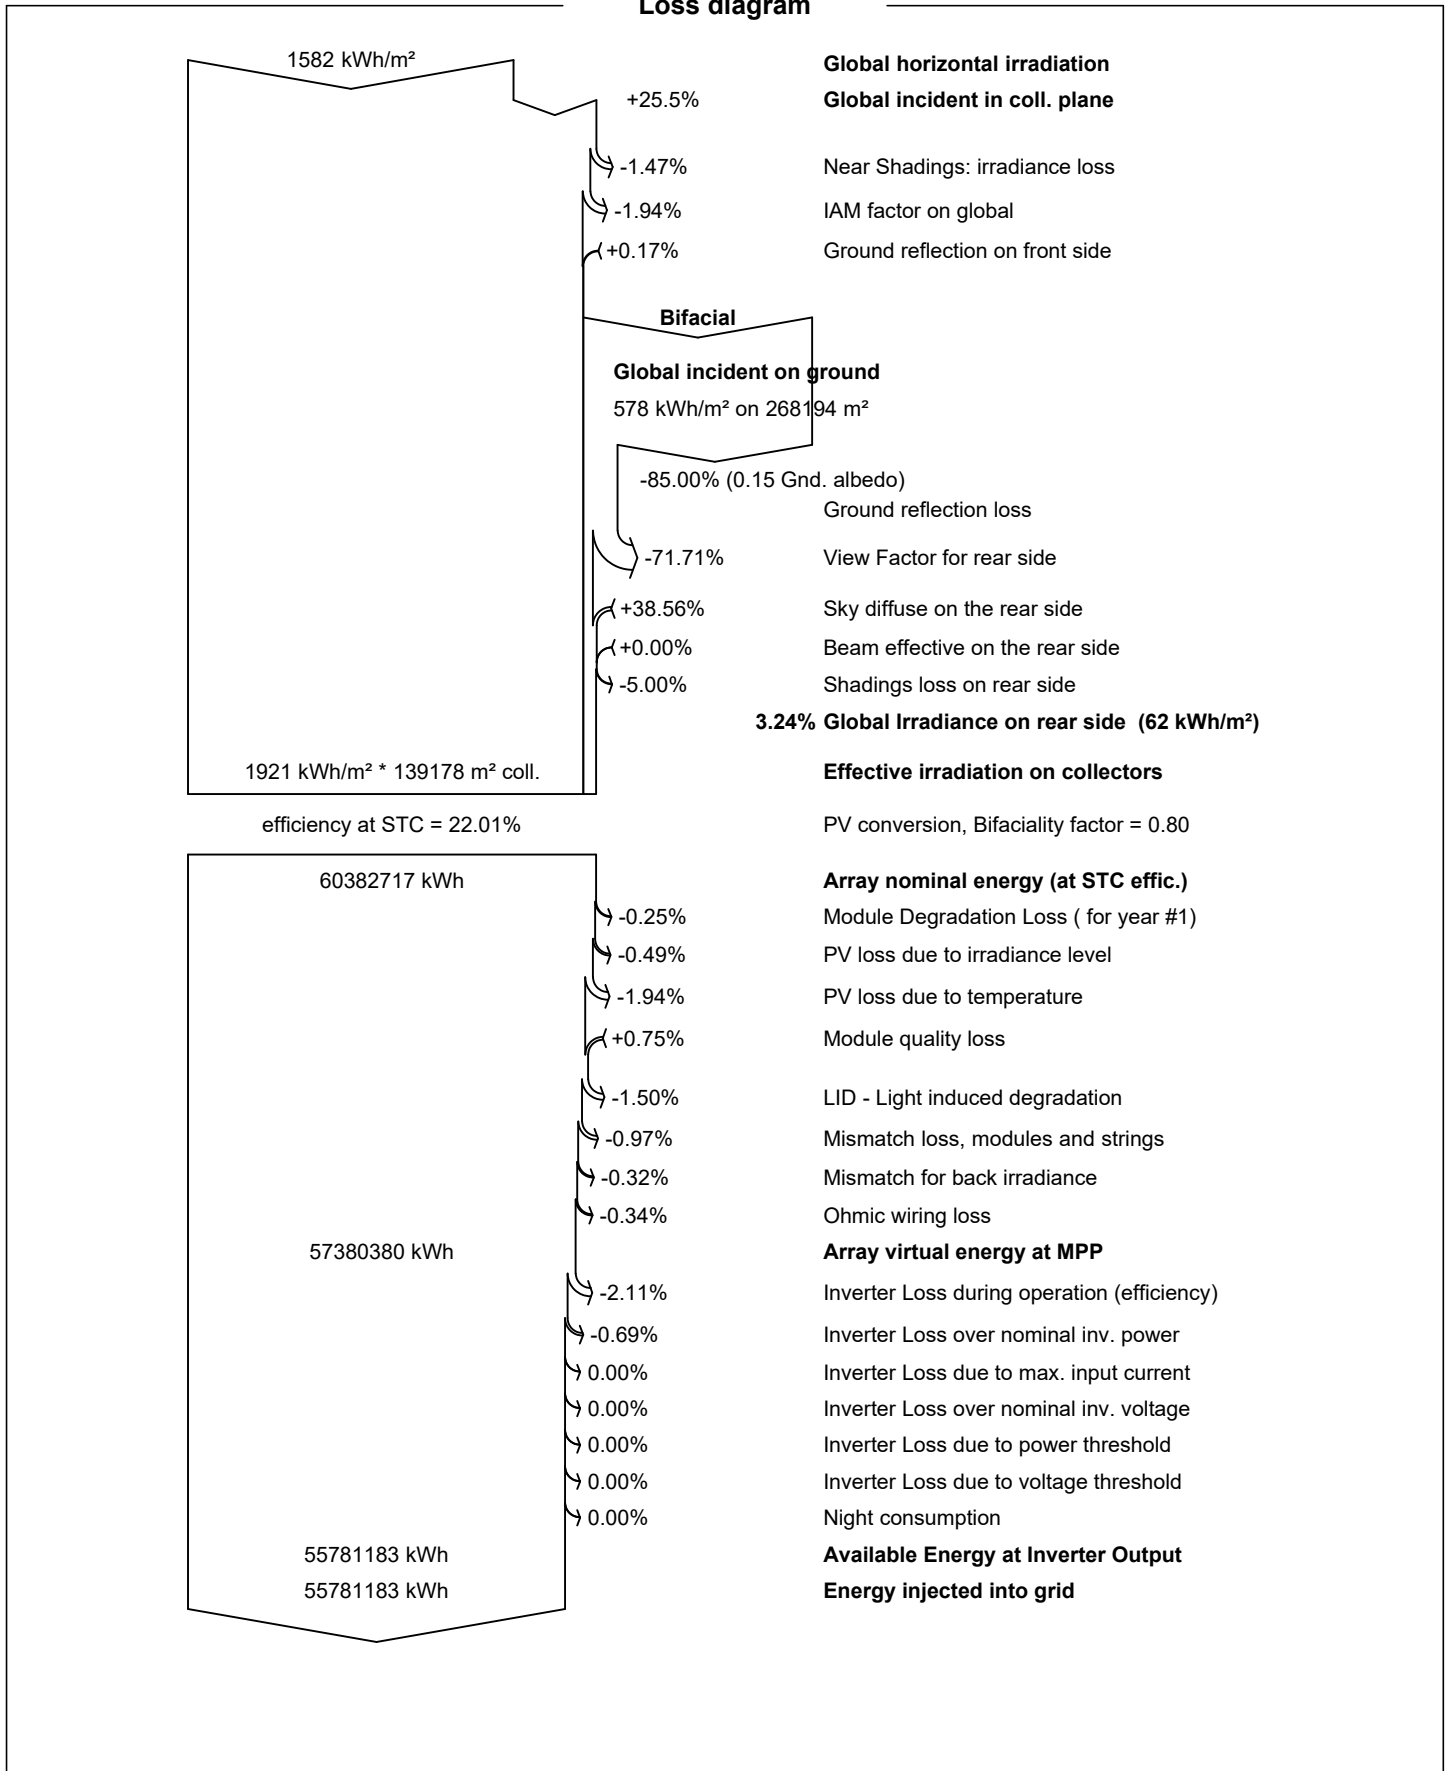 Loss diagram
1582 kWh/m² Global horizontal irradiation
+25.5% Global incident in coll. plane
-1.47% Near Shadings: irradiance loss
-1.94% IAM factor on global
+0.17% Ground reflection on front side
Bifacial
Global incident on ground
578 kWh/m² on 268194 m²
-85.00% (0.15 Gnd. albedo)
Ground reflection loss
-71.71% View Factor for rear side
+38.56% Sky diffuse on the rear side
+0.00% Beam effective on the rear side
-5.00% Shadings loss on rear side
3.24% Global Irradiance on rear side (62 kWh/m²)
1921 kWh/m² * 139178 m² coll. Effective irradiation on collectors
efficiency at STC = 22.01% PV conversion, Bifaciality factor = 0.80
60382717 kWh Array nominal energy (at STC effic.)
-0.25% Module Degradation Loss ( for year #1)
-0.49% PV loss due to irradiance level
-1.94% PV loss due to temperature
+0.75% Module quality loss
-1.50% LID - Light induced degradation
-0.97% Mismatch loss, modules and strings
-0.32% Mismatch for back irradiance
-0.34% Ohmic wiring loss
57380380 kWh Array virtual energy at MPP
-2.11% Inverter Loss during operation (efficiency)
-0.69% Inverter Loss over nominal inv. power
0.00% Inverter Loss due to max. input current
0.00% Inverter Loss over nominal inv. voltage
0.00% Inverter Loss due to power threshold
0.00% Inverter Loss due to voltage threshold
0.00% Night consumption
55781183 kWh Available Energy at Inverter Output
55781183 kWh Energy injected into grid